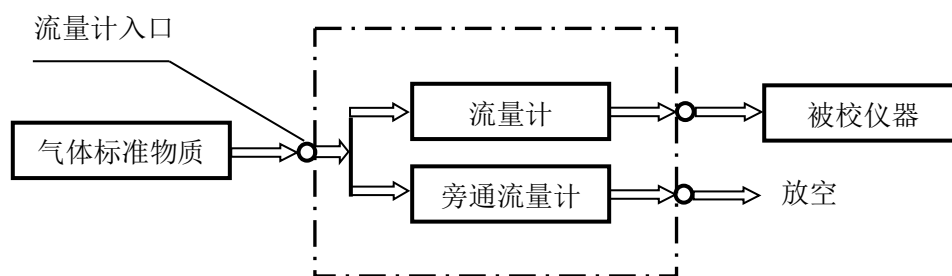 流量计入口
流量计
被校仪器
气体标准物质
旁通流量计
放空